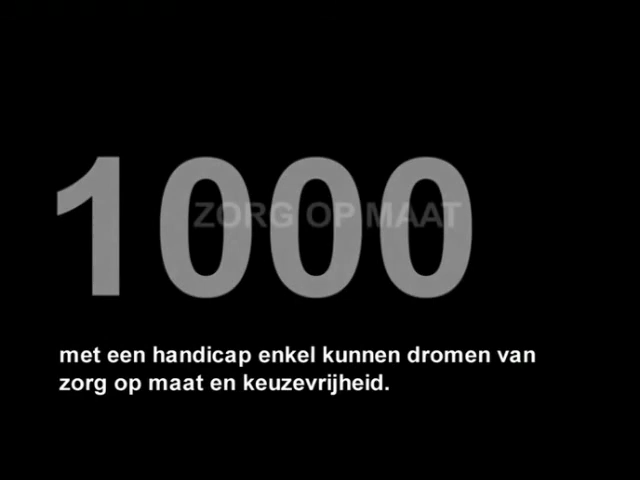 1000
ZORG OP MAAT
met een handicap enkel kunnen dromen van
zorg op maat en keuzevrijheid.